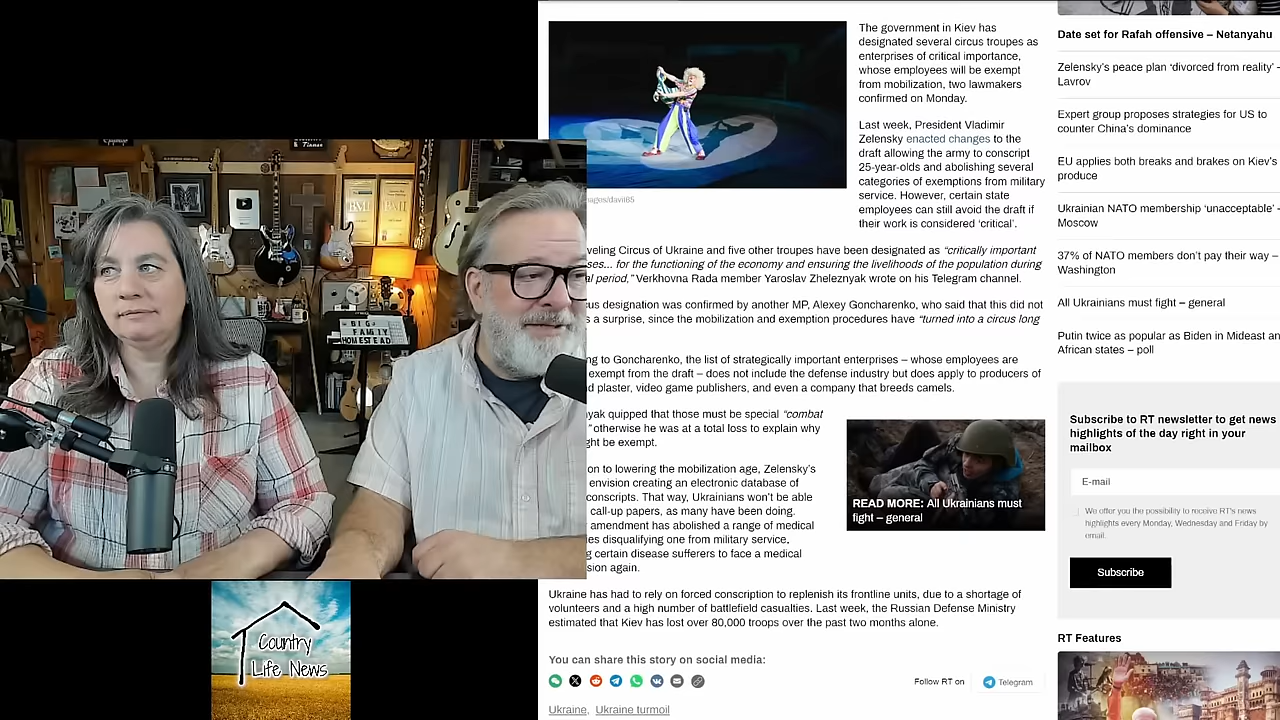 The government in Kiev has
designated several circus troupes as
enterprises of critical importance,
whose employees will be exempt
from mobilization, two lawmakers
confirmed on Monday.
Last week, President Vladimir
Zelensky enacted changes to the
draft allowing the army to conscript
25-year-olds and abolishing several
categories of exemptions from military
service. However, certain state
employees can still avoid the draft if
their work is considered ‘critical’.
ages/davit85
veling Circus of Ukraine and five other troupes have been designated as “critically important
ses... for the functioning of the economy and ensuring the livelihoods of the population during
al period,” Verkhovna Rada member Yaroslav Zheleznyak wrote on his Telegram channel.
us designation was confirmed by another MP, Alexey Goncharenko, who said that this did not
s a surprise, since the mobilization and exemption procedures have “turned into a circus long
ng to Goncharenko, the list of strategically important enterprises – whose employees are
exempt from the draft – does not include the defense industry but does apply to producers of
d plaster, video game publishers, and even a company that breeds camels.
yak quipped that those must be special “combat
” otherwise he was at a total loss to explain why
ght be exempt.
on to lowering the mobilization age, Zelensky’s
envision creating an electronic database of
conscripts. That way, Ukrainians won’t be able
call-up papers, as many have been doing.
amendment has abolished a range of medical
ies disqualifying one from military service,
g certain disease sufferers to face a medical
sion again.
READ MORE: All Ukrainians must
fight – general
Ukraine has had to rely on forced conscription to replenish its frontline units, due to a shortage of
volunteers and a high number of battlefield casualties. Last week, the Russian Defense Ministry
estimated that Kiev has lost over 80,000 troops over the past two months alone.
You can share this story on social media:
Follow RT on
Telegram
Ukraine, Ukraine turmoil
Date set for Rafah offensive – Netanyahu
Zelensky’s peace plan ‘divorced from reality’ -
Lavrov
Expert group proposes strategies for US to
counter China’s dominance
EU applies both breaks and brakes on Kiev’s
produce
Ukrainian NATO membership ‘unacceptable’ -
Moscow
37% of NATO members don’t pay their way –
Washington
All Ukrainians must fight – general
Putin twice as popular as Biden in Mideast an
African states – poll
Subscribe to RT newsletter to get news
highlights of the day right in your
mailbox
E-mail
We offer you the possibility to receive RT's news
highlights every Monday, Wednesday and Friday by
email.
Subscribe
RT Features
BIG
FAMILY
HOMESTEAD
BMI
Country
Life News